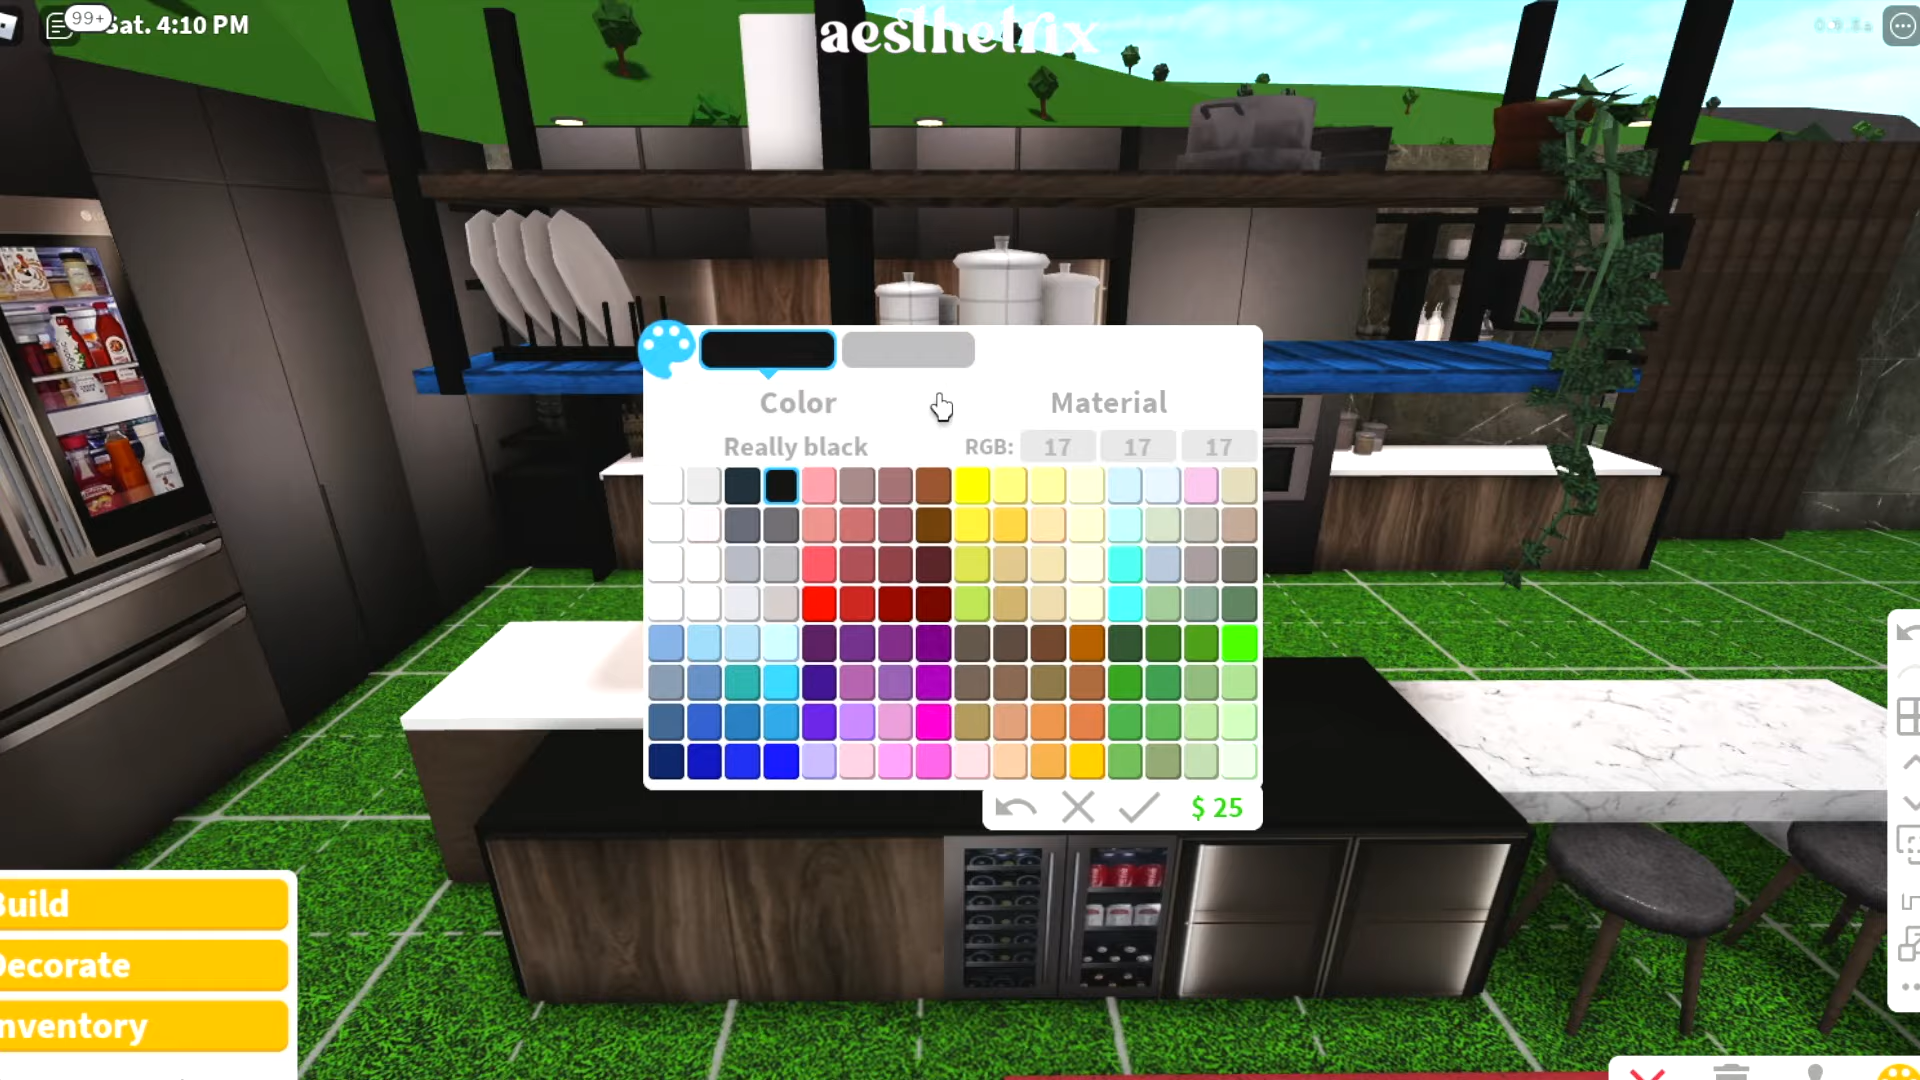 99+
Sat. 4:10 PM
aesthetrix
Color
Material
Really black
RGB: 17 17 17
$ 25
Build
Decorate
Inventory